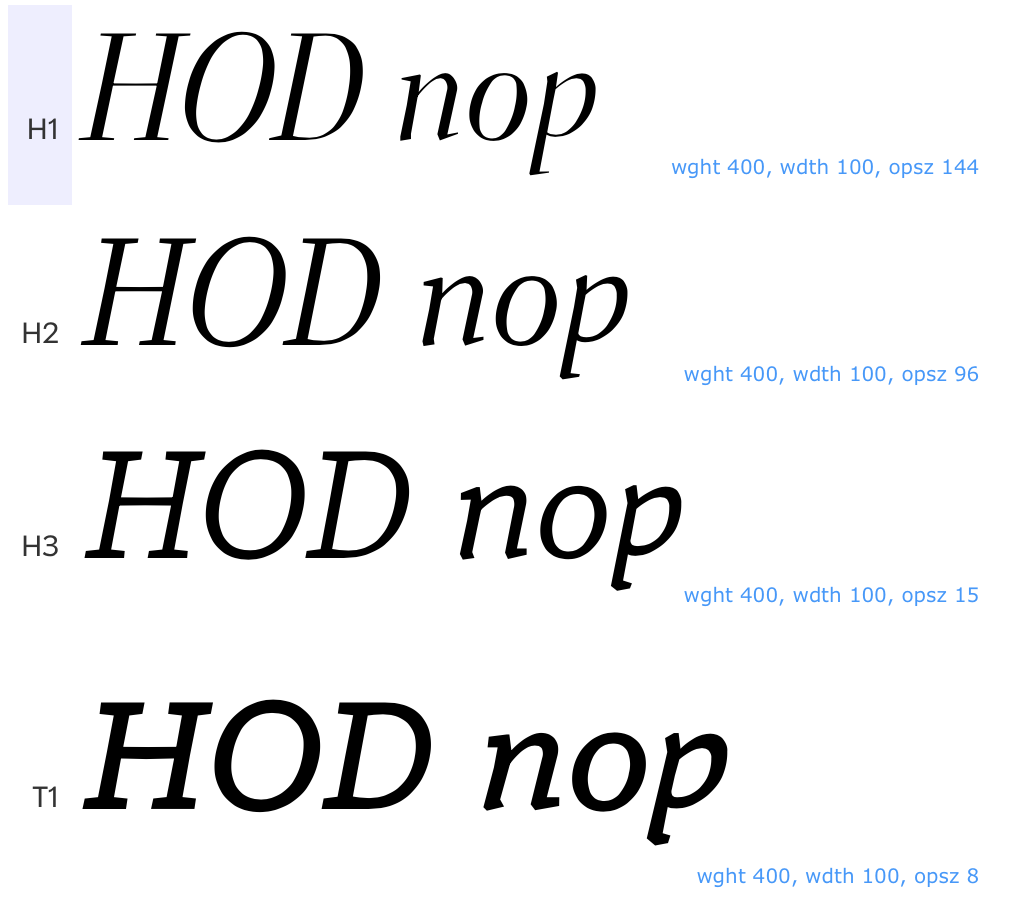 H1 HOD nop
wght 400, wdth 100, opsz 144
H2 HOD nop
wght 400, wdth 100, opsz 96
H3 HOD nop
wght 400, wdth 100, opsz 15
T1 HOD nop
wght 400, wdth 100, opsz 8